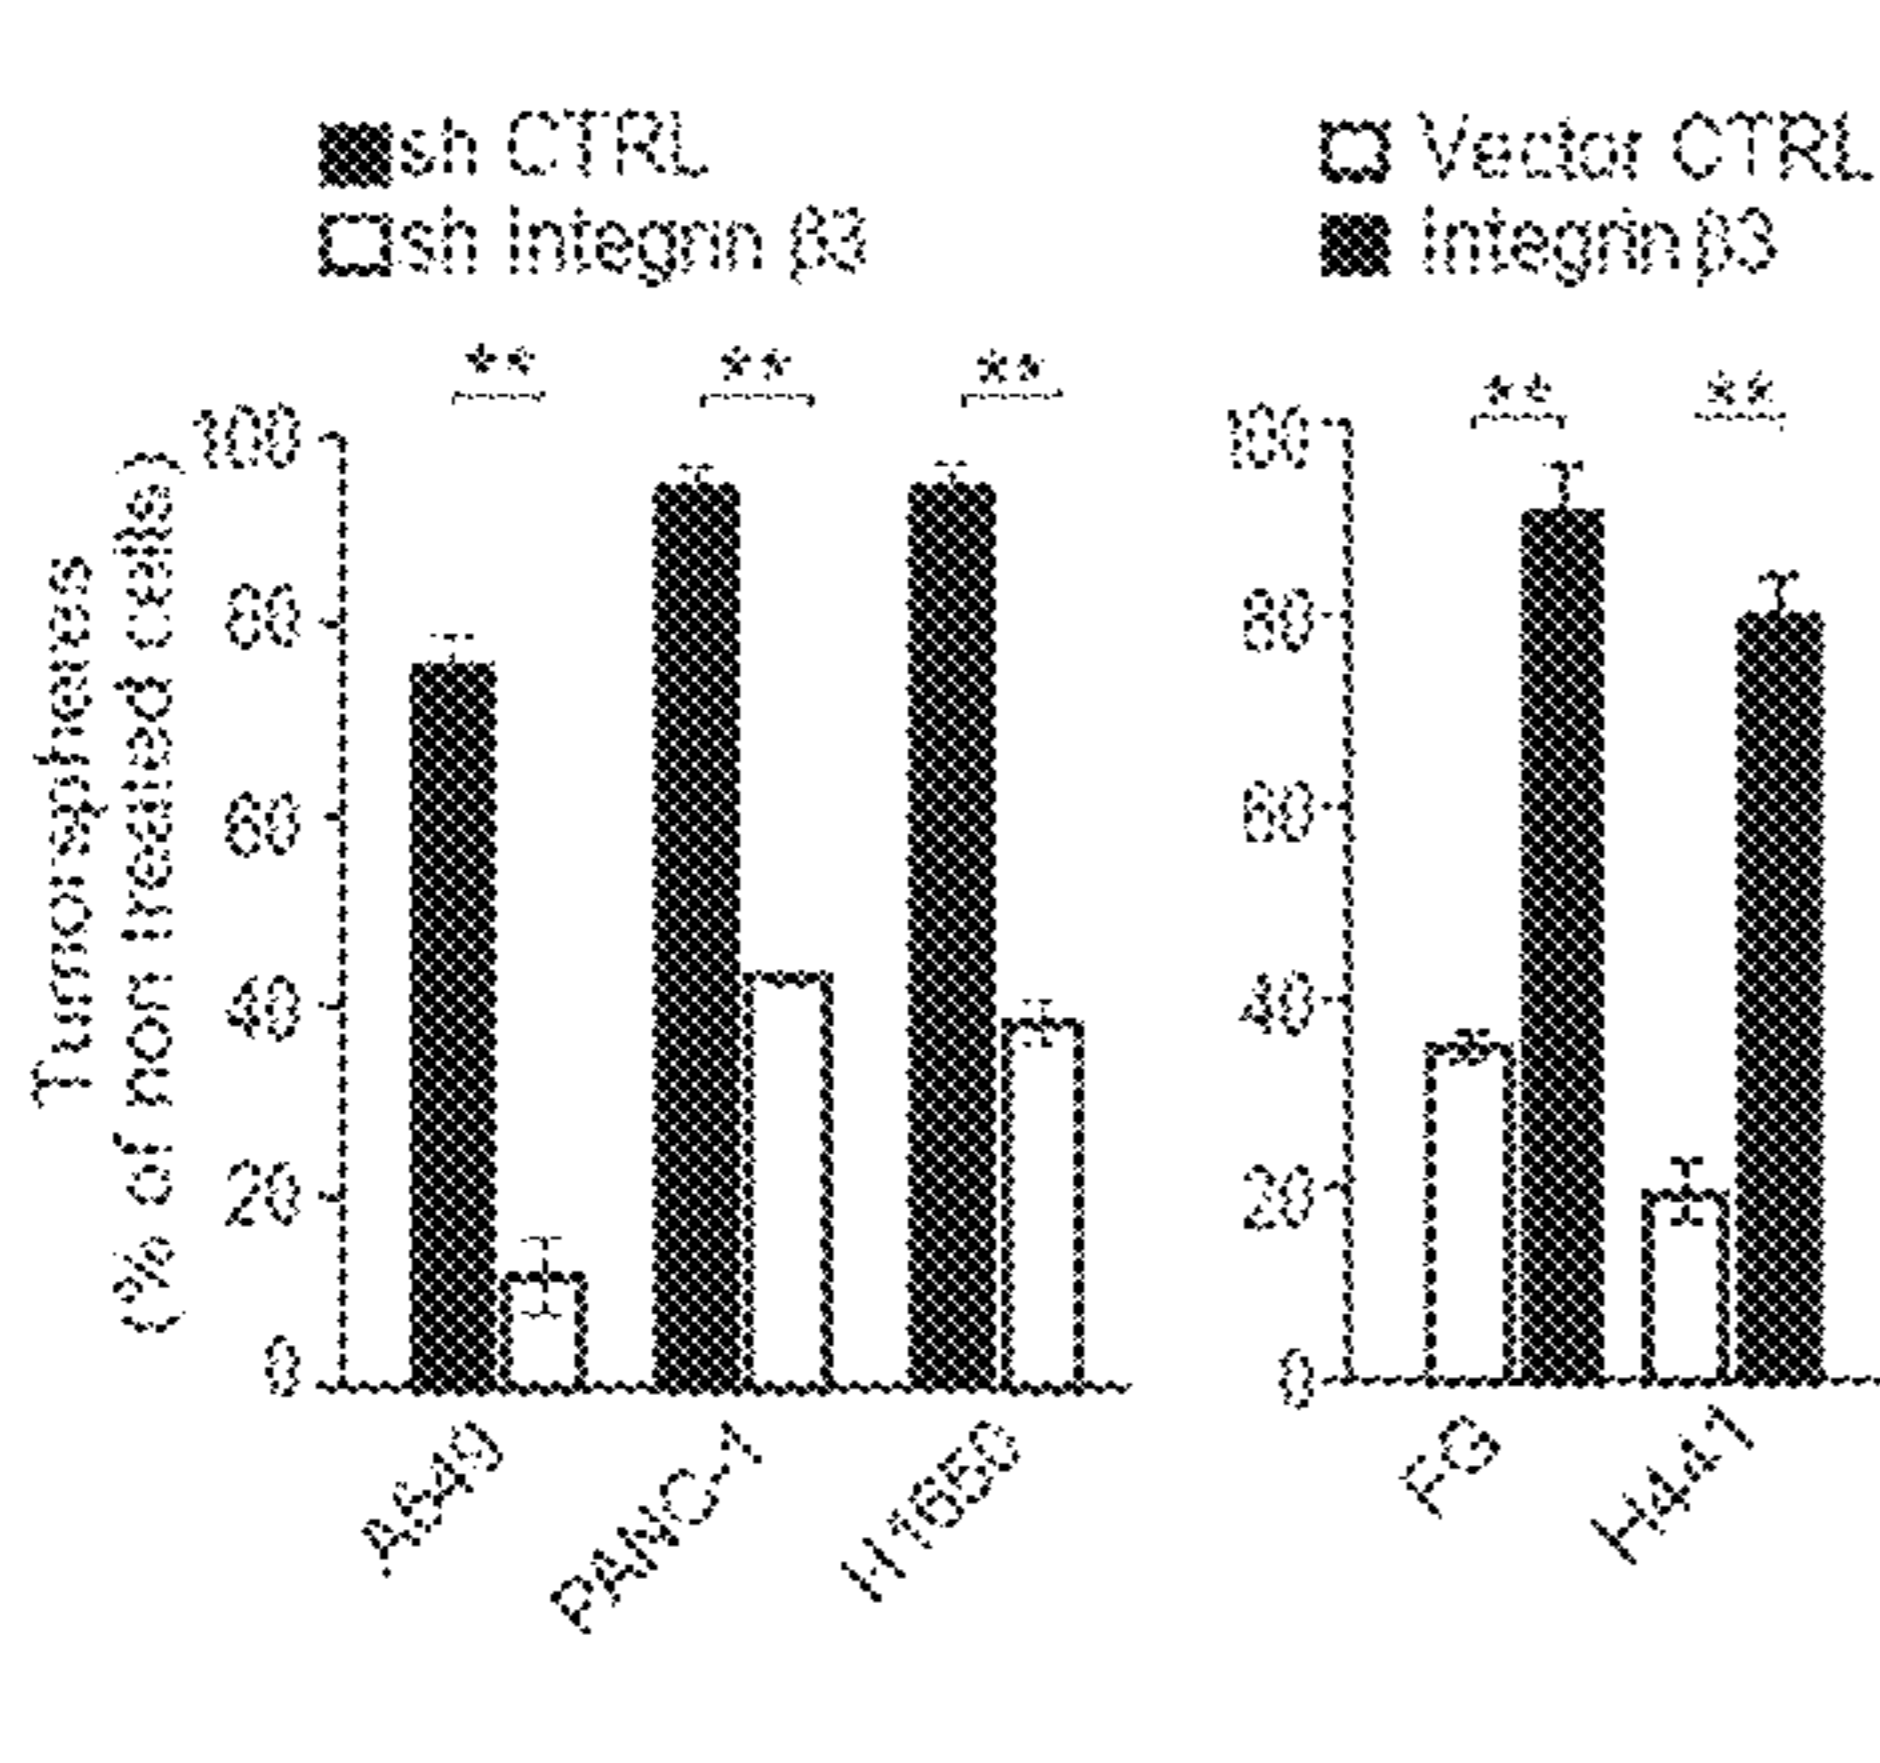 sh CTRL
sh Integrin β3
Vector CTRL
Integrin β3
** ** **
** **
Tumorspheres
(% of non treated cells)
100
80
60
40
20
0
100
80
60
40
20
0
A549
PANC-1
H1650
FG
H441